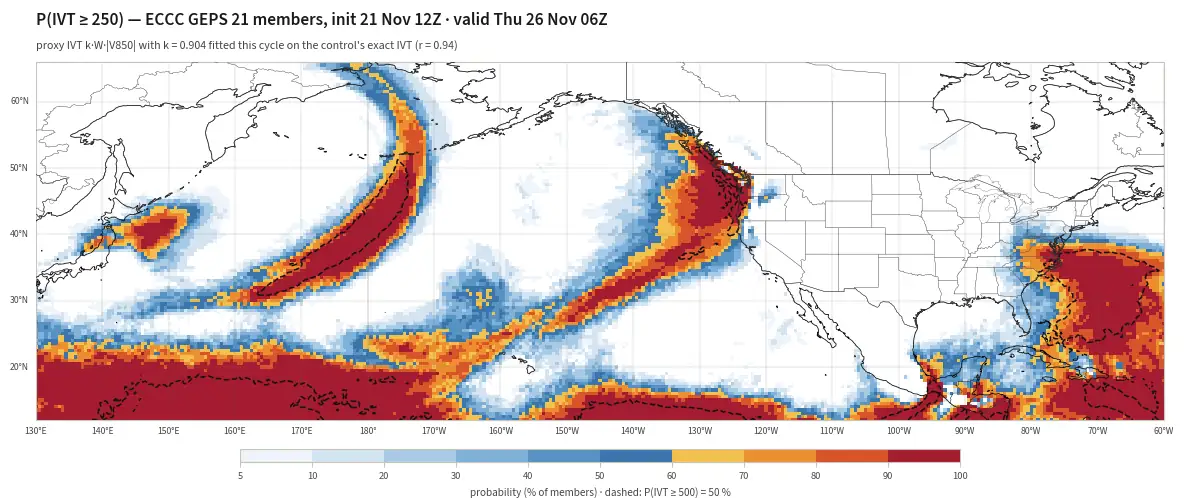 P(IVT ≥ 250) — ECCC GEPS 21 members, init 21 Nov 12Z · valid Thu 26 Nov 06Z
proxy IVT k·W·|V850| with k = 0.904 fitted this cycle on the control's exact IVT (r = 0.94)
60°N
50°N
40°N
30°N
20°N
130°E 140°E 150°E 160°E 170°E 180° 170°W 160°W 150°W 140°W 130°W 120°W 110°W 100°W 90°W 80°W 70°W 60°W
5 10 20 30 40 50 60 70 80 90 100
probability (% of members) · dashed: P(IVT ≥ 500) = 50 %